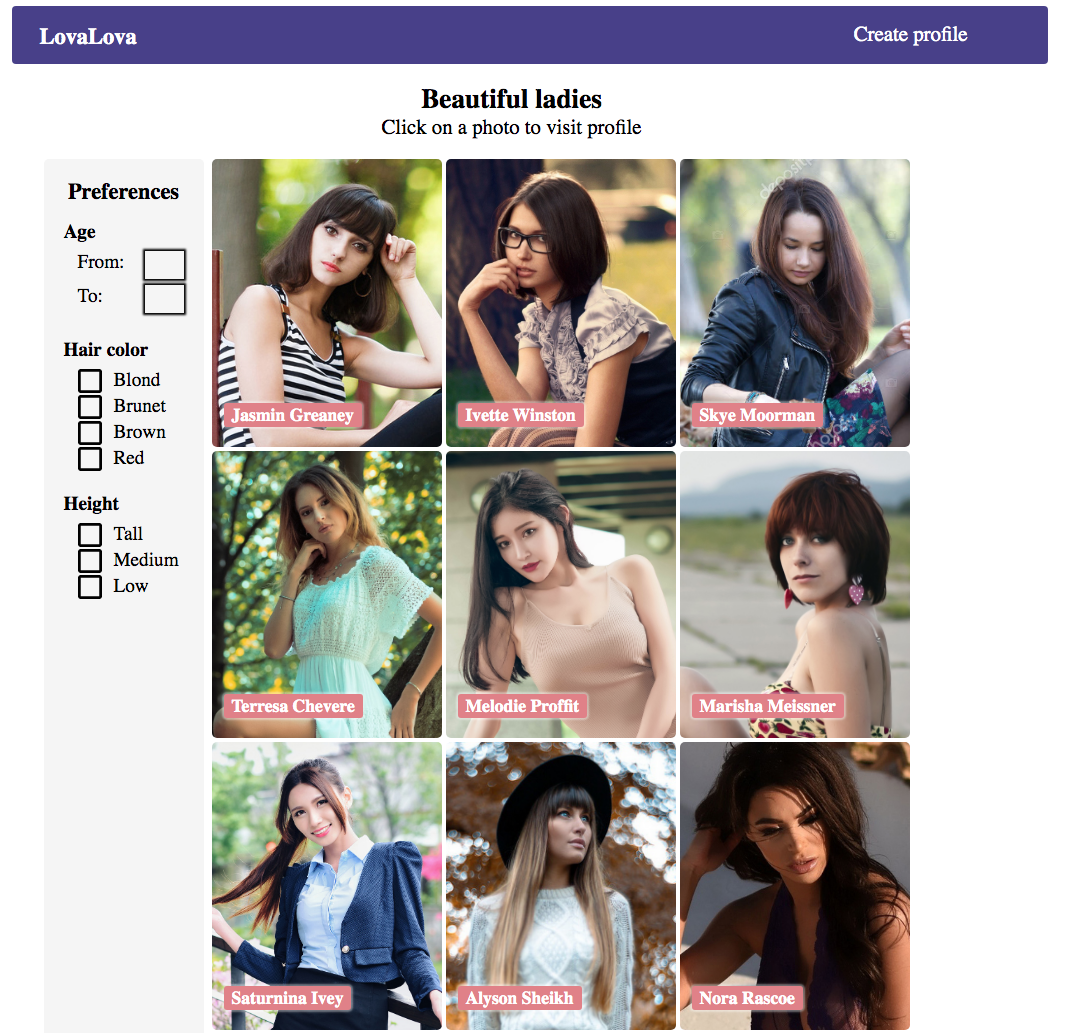 LovaLova
Create profile
Beautiful ladies
Click on a photo to visit profile
Preferences
Age
From:
To:
Hair color
Blond
Brunet
Brown
Red
Height
Tall
Medium
Low
Jasmin Greaney
Ivette Winston
Skye Moorman
Terresa Chevere
Melodie Proffit
Marisha Meissner
Saturnina Ivey
Alyson Sheikh
Nora Rascoe